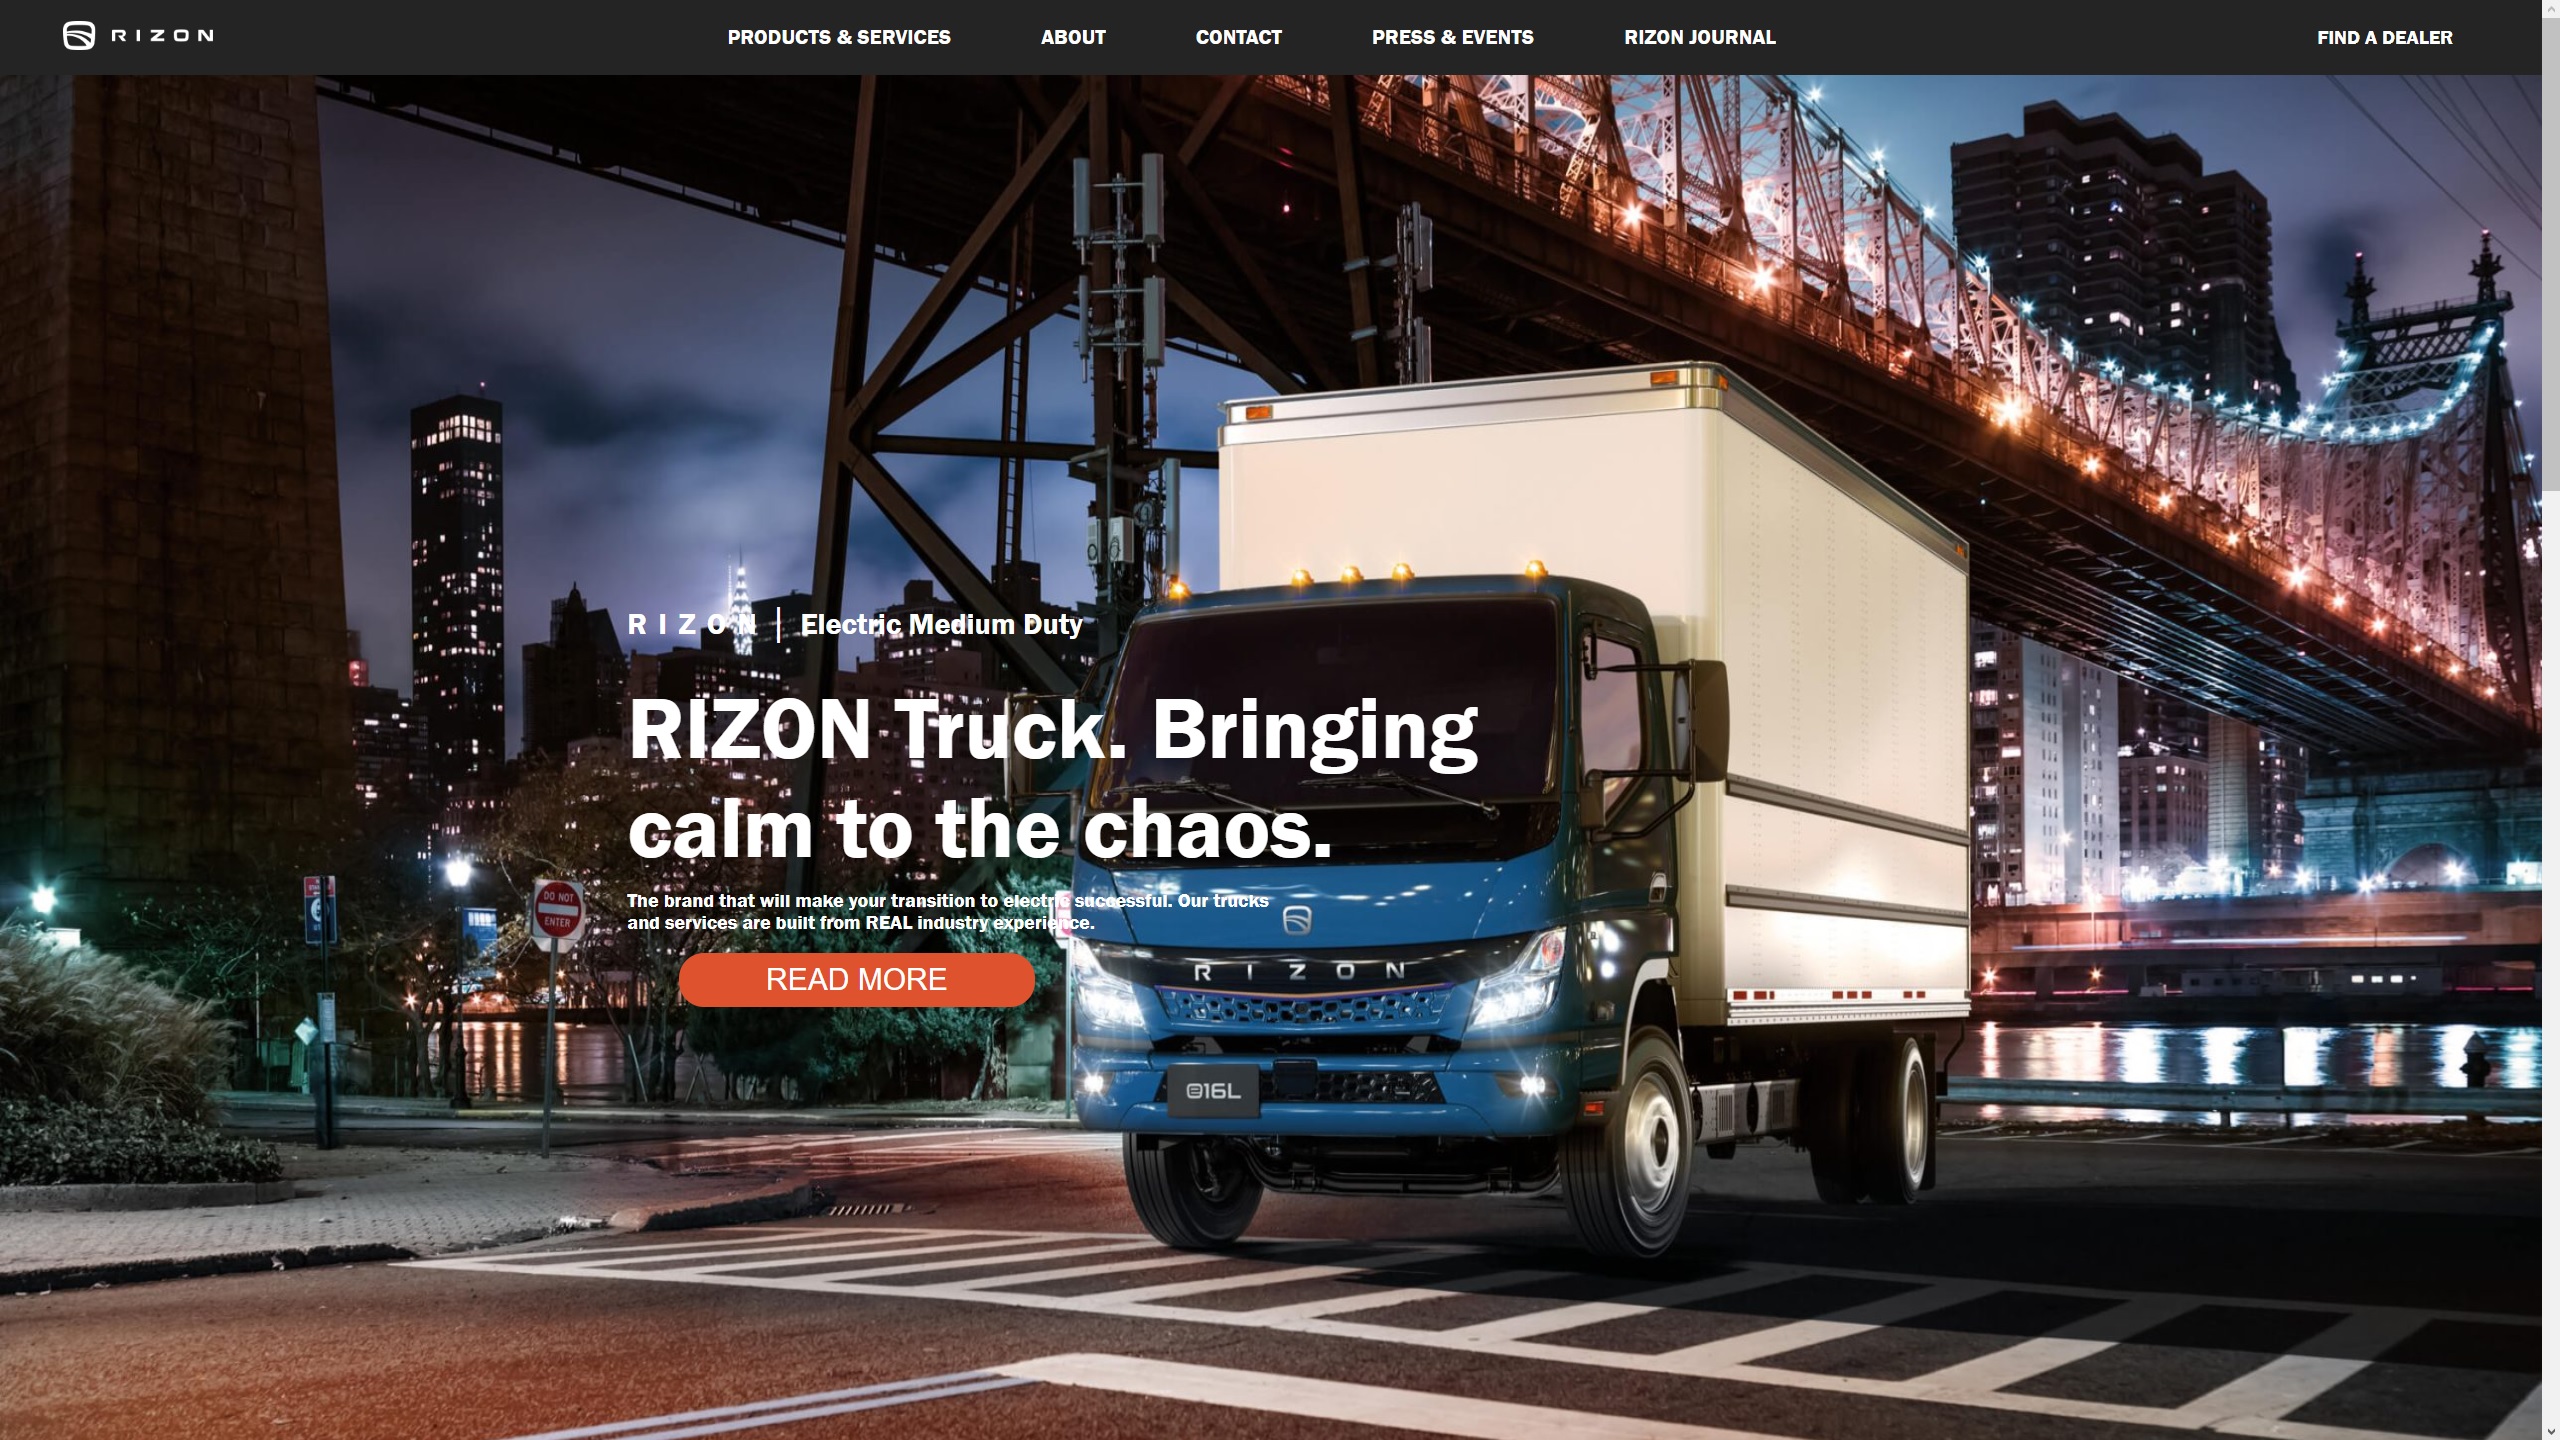 RIZON
PRODUCTS & SERVICES
ABOUT
CONTACT
PRESS & EVENTS
RIZON JOURNAL
FIND A DEALER
RIZON | Electric Medium Duty
RIZON Truck. Bringing
calm to the chaos.
The brand that will make your transition to electric successful. Our trucks
and services are built from REAL industry experience.
READ MORE
DO NOT
ENTER
RIZON
e16L